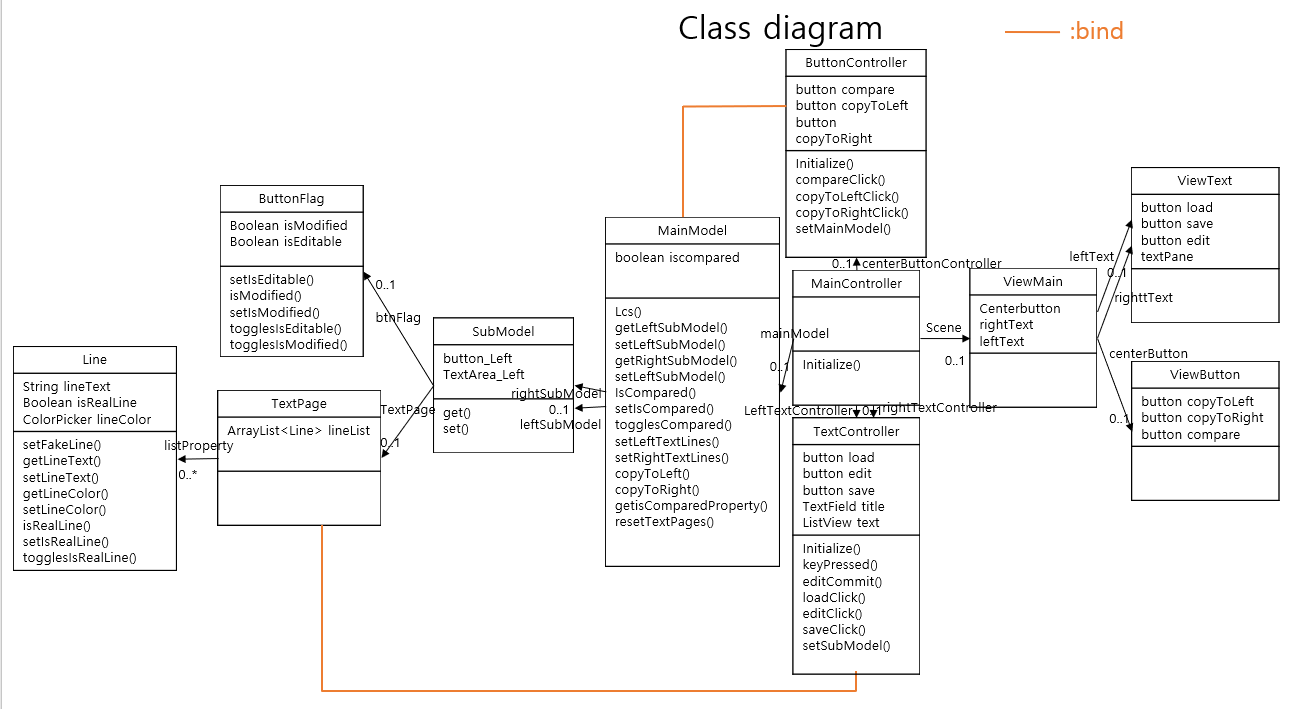 Class diagram
:bind
ButtonController
button compare
button copyToLeft
button
copyToRight
Initialize()
compareClick()
copyToLeftClick()
copyToRightClick()
setMainModel()
ViewText
button load
button save
button edit
textPane
ButtonFlag
Boolean isModified
Boolean isEditable
setIsEditable()
isModified()
setIsModified()
togglesIsEditable()
togglesIsModified()
MainModel
boolean iscompared
Lcs()
getLeftSubModel()
setLeftSubModel()
getRightSubModel()
setLeftSubModel()
IsCompared()
setIsCompared()
togglesCompared()
setLeftTextLines()
setRightTextLines()
copyToLeft()
copyToRight()
getisComparedProperty()
resetTextPages()
0..1
centerButtonController
MainController
Initialize()
mainModel
0..1
Scene
0..1
ViewMain
Centerbutton
rightText
leftText
leftText
0..1
righttText
centerButton
0..1
ViewButton
button copyToLeft
button copyToRight
button compare
0..1
btnFlag
SubModel
button_Left
TextArea_Left
get()
set()
rightSubModel
0..1
leftSubModel
TextPage
0..1
Line
String lineText
Boolean isRealLine
ColorPicker lineColor
setFakeLine()
getLineText()
setLineText()
getLineColor()
setLineColor()
isRealLine()
setIsRealLine()
togglesIsRealLine()
TextPage
ArrayList<Line> lineList
listProperty
0..*
LeftTextController
0..1
rightTextController
TextController
button load
button edit
button save
TextField title
ListView text
Initialize()
keyPressed()
editCommit()
loadClick()
editClick()
saveClick()
setSubModel()